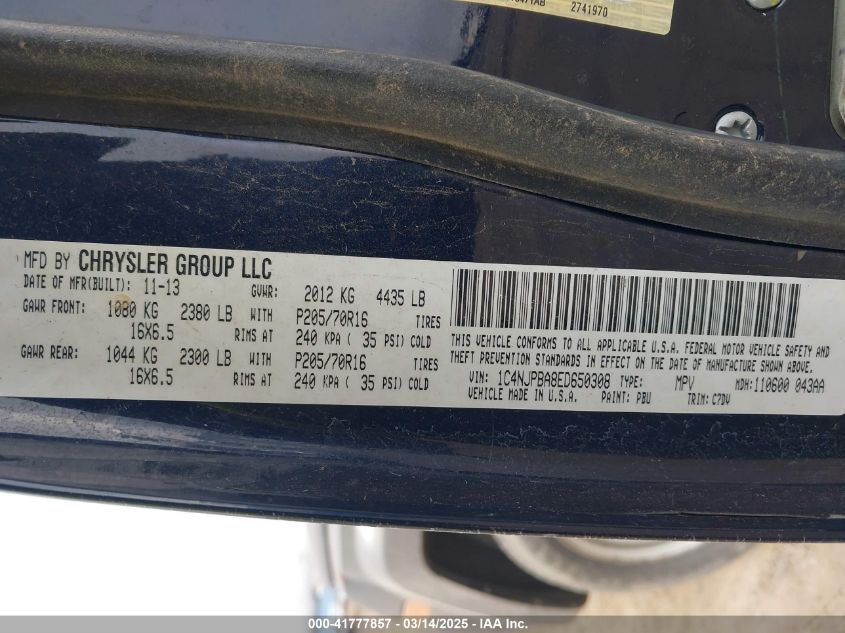 2741970
MFD BY CHRYSLER GROUP LLC
DATE OF MFR(BUILT): 11-13 GVWR: 2012 KG 4435 LB
GAWR FRONT: 1080 KG 2380 LB WITH P205/70R16 TIRES
16X6.5 RIMS AT 240 KPA ( 35 PSI) COLD
GAWR REAR: 1044 KG 2300 LB WITH P205/70R16 TIRES
16X6.5 RIMS AT 240 KPA ( 35 PSI) COLD
THIS VEHICLE CONFORMS TO ALL APPLICABLE U.S.A. FEDERAL MOTOR VEHICLE SAFETY AND
THEFT PREVENTION STANDARDS IN EFFECT ON THE DATE OF MANUFACTURE SHOWN ABOVE.
VIN: 1C4NJPBA8ED650308 TYPE: MPV MDH: 110600 043AA
VEHICLE MADE IN U.S.A. PAINT: PBU TRIM: C7DV
000-41777857 - 03/14/2025 - IAA Inc.